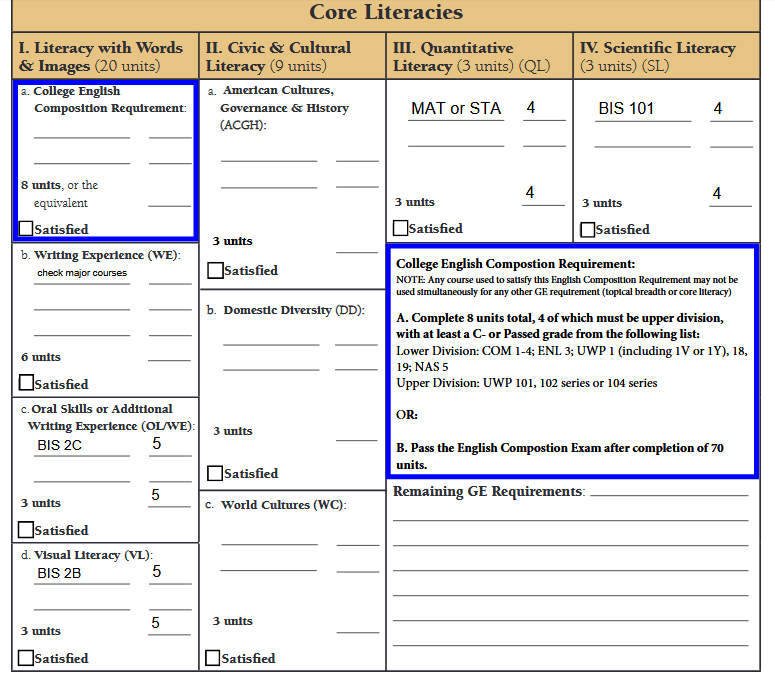 Core Literacies
I. Literacy with Words
& Images (20 units)
a. College English
Composition Requirement:
8 units, or the
equivalent
Satisfied
b. Writing Experience (WE):
check major courses
6 units
Satisfied
c. Oral Skills or Additional
Writing Experience (OL/WE):
BIS 2C 5
5
3 units
Satisfied
d. Visual Literacy (VL):
BIS 2B 5
5
3 units
Satisfied
II. Civic & Cultural
Literacy (9 units)
a. American Cultures,
Governance & History
(ACGH):
3 units
Satisfied
b. Domestic Diversity (DD):
3 units
Satisfied
c. World Cultures (WC):
3 units
Satisfied
III. Quantitative
Literacy (3 units) (QL)
MAT or STA 4
4
3 units
Satisfied
IV. Scientific Literacy
(3 units) (SL)
BIS 101 4
4
3 units
Satisfied
College English Compostion Requirement:
NOTE: Any course used to satisfy this English Composition Requirement may not be
used simultaneously for any other GE requirement (topical breadth or core literacy)
A. Complete 8 units total, 4 of which must be upper division,
with at least a C- or Passed grade from the following list:
Lower Division: COM 1-4; ENL 3; UWP 1 (including 1V or 1Y), 18,
19; NAS 5
Upper Division: UWP 101, 102 series or 104 series
OR:
B. Pass the English Compostion Exam after completion of 70
units.
Remaining GE Requirements: